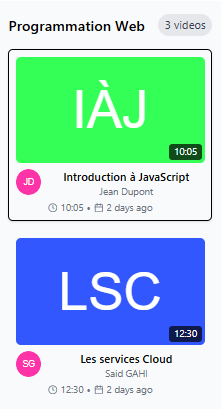 Programmation Web 3 videos
IÀJ
10:05
JD Introduction à JavaScript
Jean Dupont
10:05 • 2 days ago
LSC
12:30
SG Les services Cloud
Said GAHI
12:30 • 2 days ago